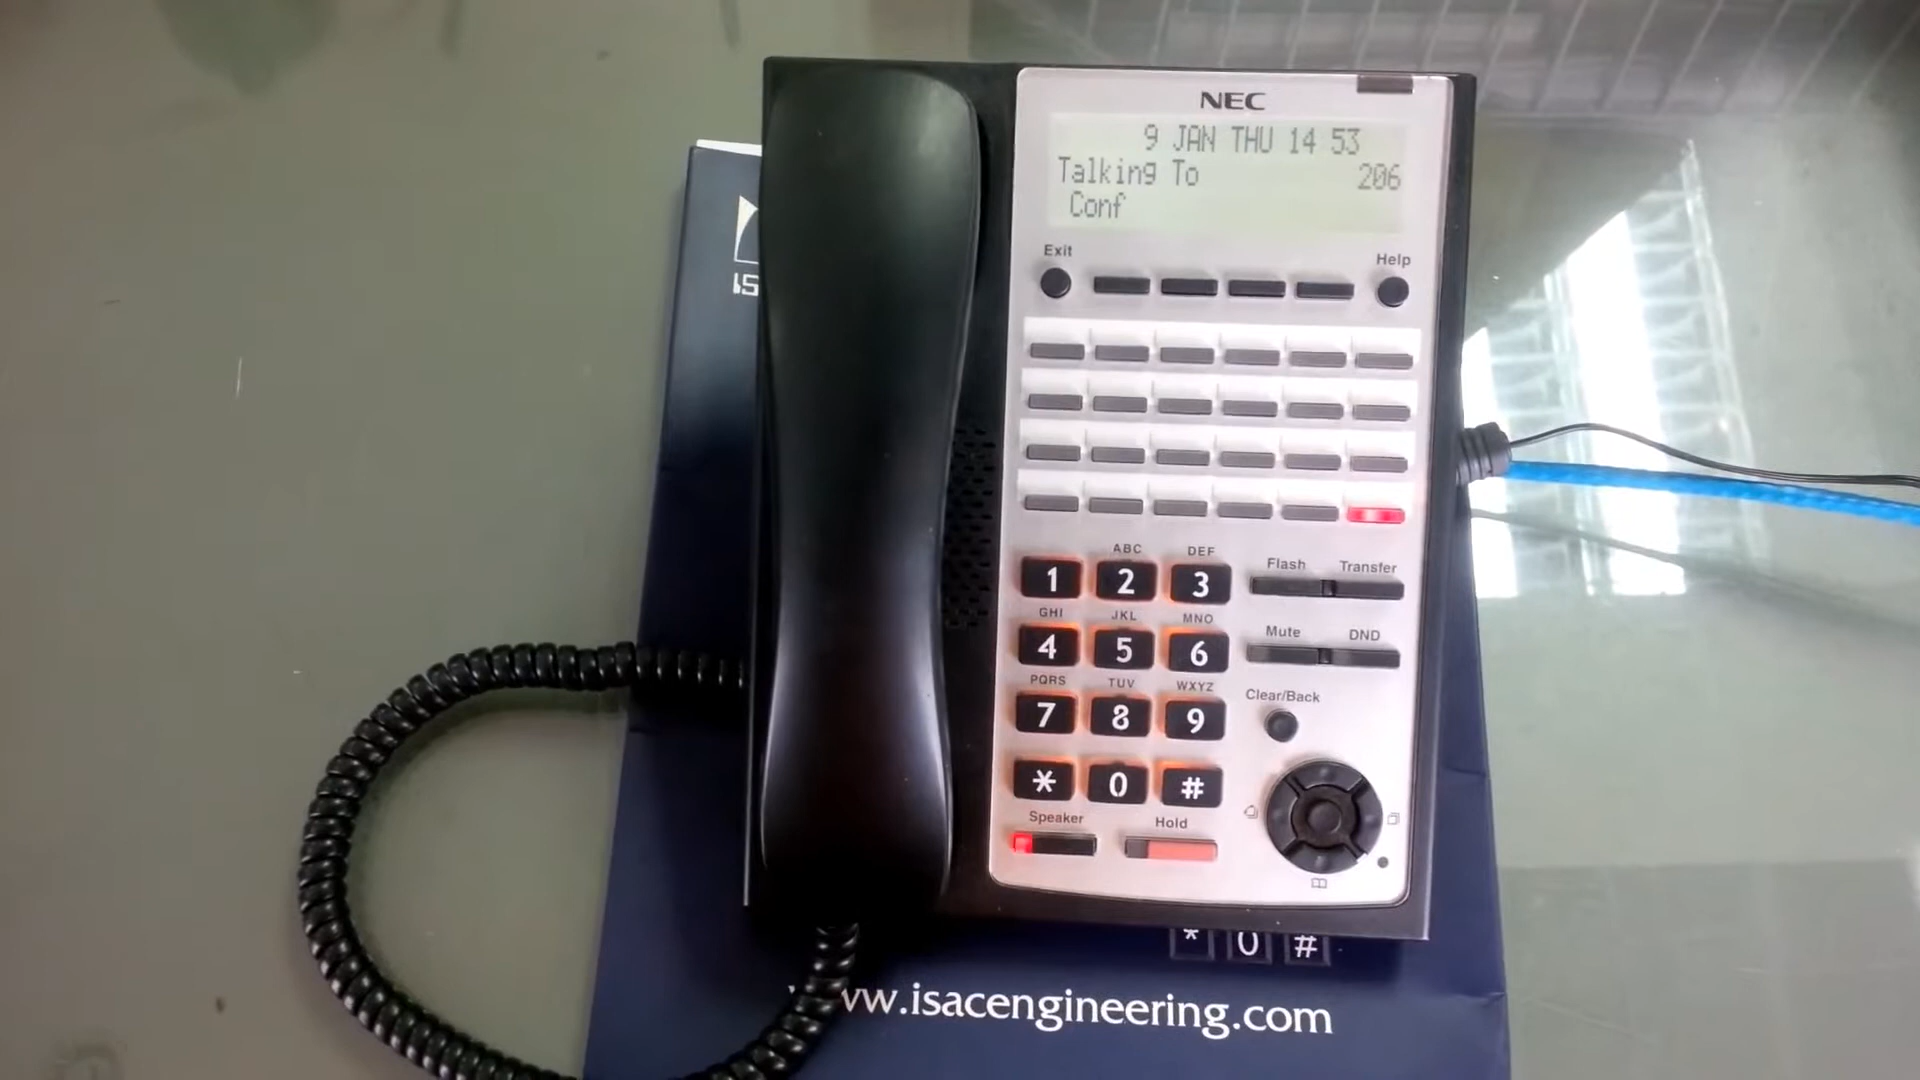 NEC
9 JAN THU 14 53
Talking To 206
Conf
Exit
Help
ABC DEF
1 2 3
Flash Transfer
GHI JKL MNO
4 5 6
Mute DND
PQRS TUV WXYZ
7 8 9
Clear/Back
* 0 #
Speaker Hold
* 0 #
www.isacengineering.com